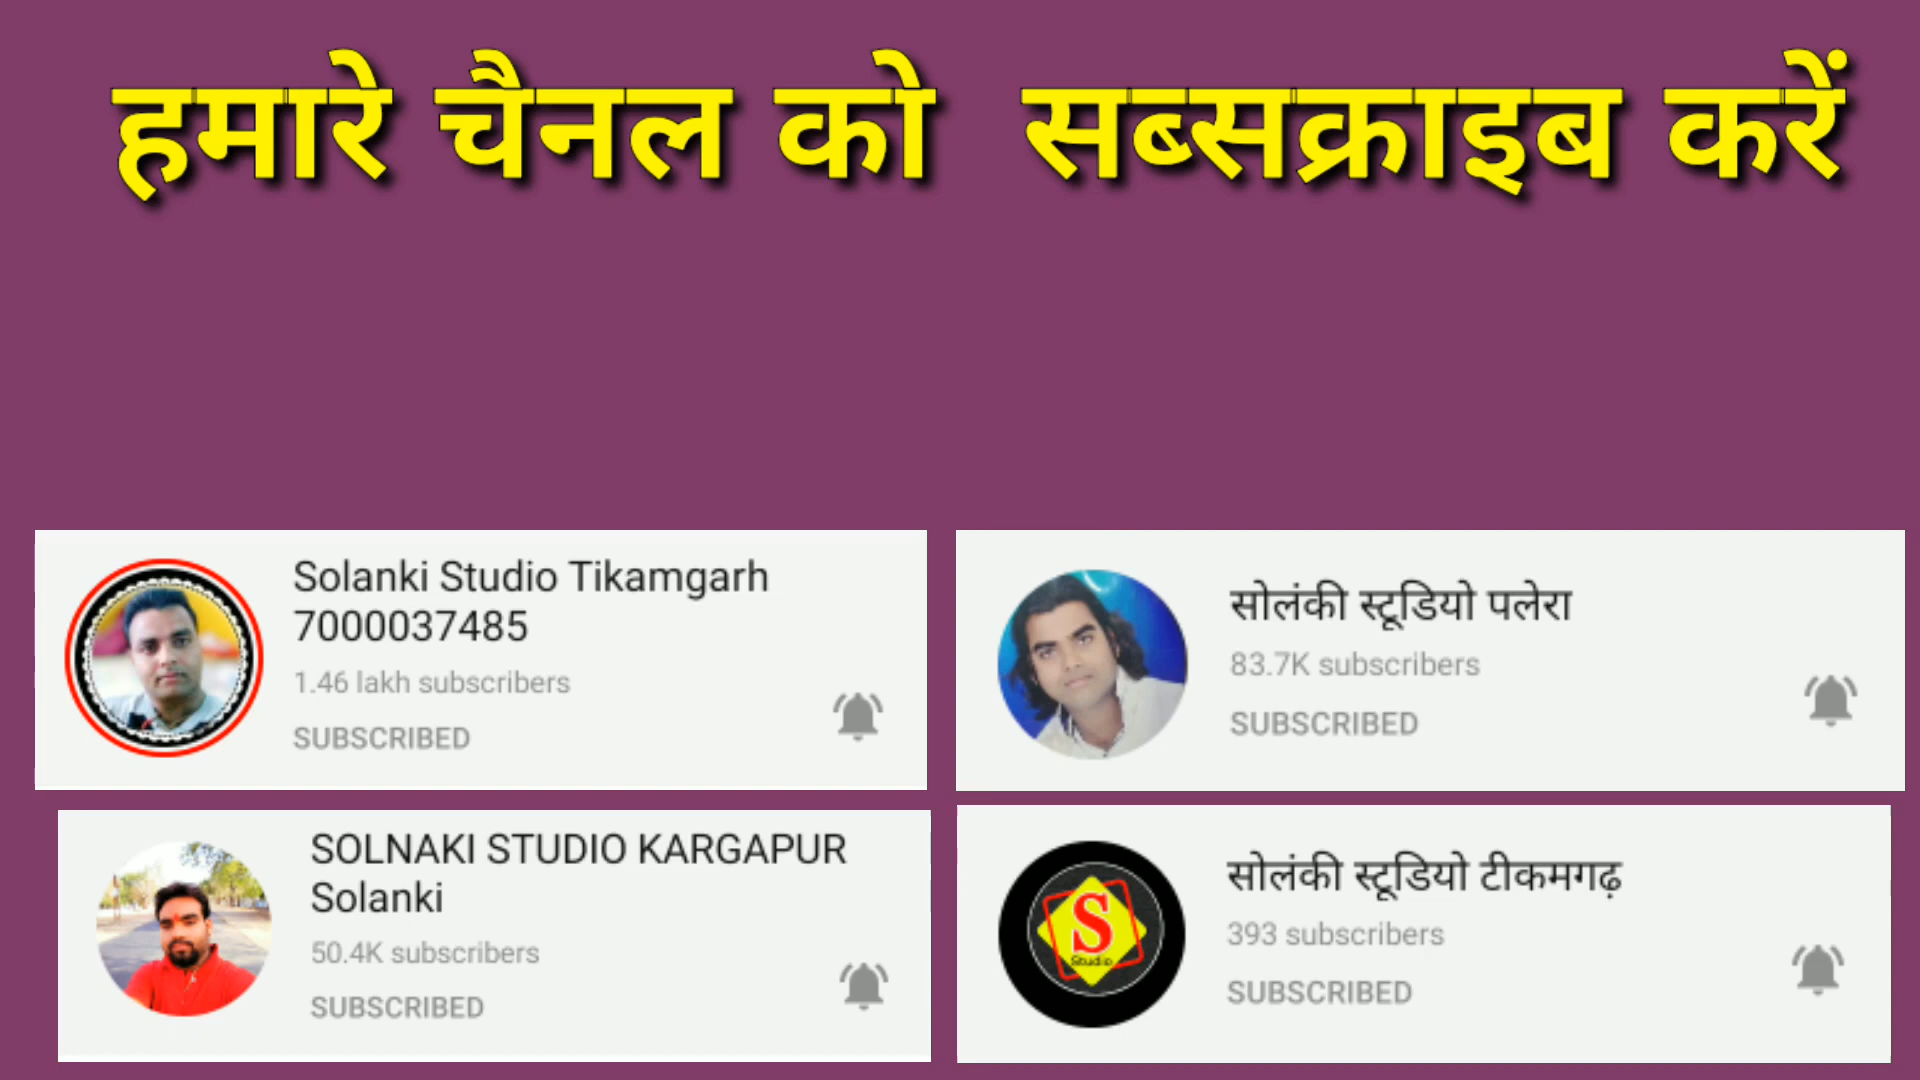 हमारे चैनल को सब्सक्राइब करें
Solanki Studio Tikamgarh
7000037485
1.46 lakh subscribers
SUBSCRIBED
सोलंकी स्टूडियो पलेरा
83.7K subscribers
SUBSCRIBED
SOLNAKI STUDIO KARGAPUR
Solanki
50.4K subscribers
SUBSCRIBED
S
Studio
सोलंकी स्टूडियो टीकमगढ़
393 subscribers
SUBSCRIBED